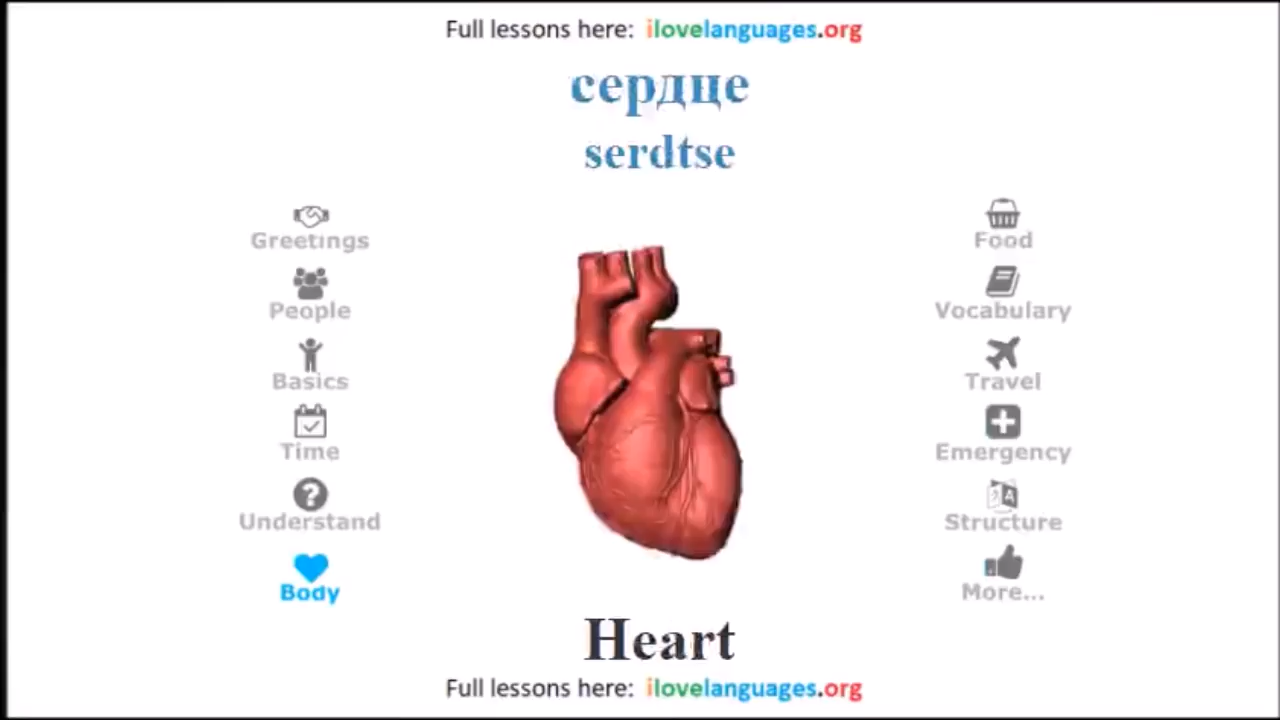 Full lessons here: ilovelanguages.org
сердце
serdtse
Greetings
People
Basics
Time
Understand
Body
Food
Vocabulary
Travel
Emergency
Structure
More...
Heart
Full lessons here: ilovelanguages.org